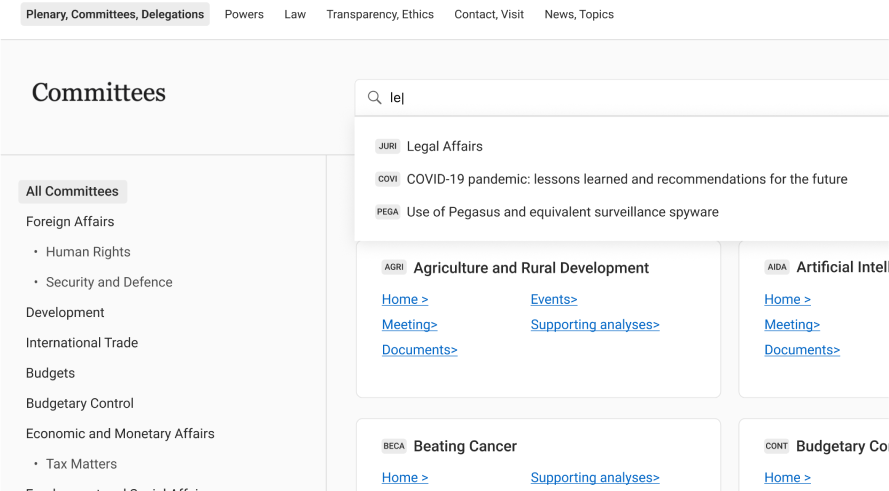 Plenary, Committees, Delegations Powers Law Transparency, Ethics Contact, Visit News, Topics
Committees
le
JURI Legal Affairs
COVI COVID-19 pandemic: lessons learned and recommendations for the future
PEGA Use of Pegasus and equivalent surveillance spyware
All Committees
Foreign Affairs
• Human Rights
• Security and Defence
Development
International Trade
Budgets
Budgetary Control
Economic and Monetary Affairs
• Tax Matters
AGRI Agriculture and Rural Development
Home > Events>
Meeting> Supporting analyses>
Documents>
AIDA Artificial Intel
Home >
Meeting>
Documents>
BECA Beating Cancer
Home > Supporting analyses>
CONT Budgetary Co
Home >